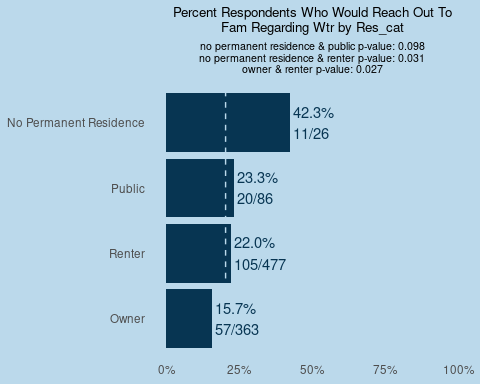 Percent Respondents Who Would Reach Out To
Fam Regarding Wtr by Res_cat
no permanent residence & public p-value: 0.098
no permanent residence & renter p-value: 0.031
owner & renter p-value: 0.027
No Permanent Residence
42.3%
11/26
Public
23.3%
20/86
Renter
22.0%
105/477
Owner
15.7%
57/363
0% 25% 50% 75% 100%